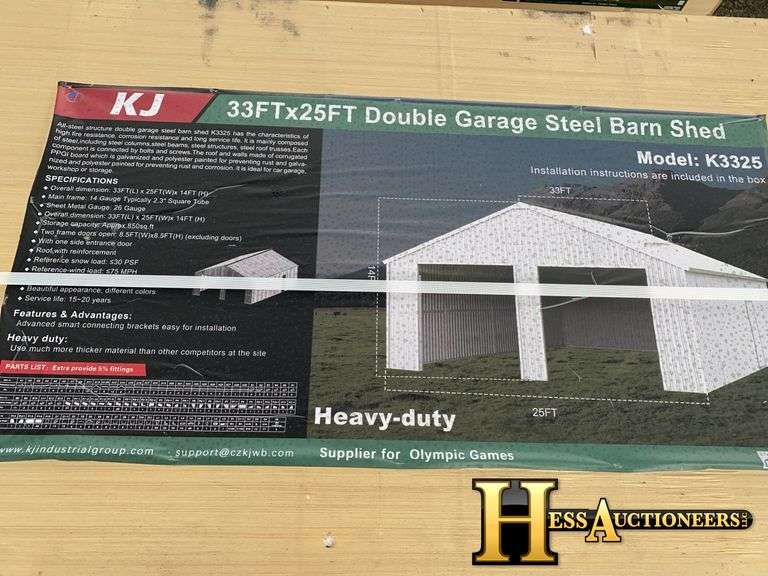 KJ
33FTx25FT Double Garage Steel Barn Shed
Model: K3325
Installation instructions are included in the box
All-steel structure double garage steel barn shed K3325 has the characteristics of
high fire resistance, corrosion resistance and long service life. It is mainly composed
of steel, including steel columns, steel beams, steel structures, steel roof trusses. Each
component is connected by bolts and screws. The roof and walls made of corrugated
PPGI board which is galvanized and polyester painted for preventing rust and galva-
nized and polyester painted for preventing rust and corrosion. It is ideal for car garage,
workshop or storage.
SPECIFICATIONS
• Overall dimension: 33FT(L) x 25FT(W)x 14FT (H)
• Main frame: 14 Gauge Typically 2.3" Square Tube
• Sheet Metal Gauge: 26 Gauge
• Overall dimension: 33FT(L) x 25FT(W)x 14FT (H)
• Storage capacity: Approx.850sq.ft
• Two frame doors open: 8.5FT(W)x8.5FT(H) (excluding doors)
• With one side entrance door
• Roof with reinforcement
• Reference snow load: ≤30 PSF
• Reference wind load: ≤75 MPH
• Beautiful appearance, different colors
• Service life: 15~20 years
Features & Advantages:
Advanced smart connecting brackets easy for installation
Heavy duty:
Use much more thicker material than other competitors at the site
PARTS LIST: Extra provide 5% fittings
33FT
25FT
Heavy-duty
www.kjindustrialgroup.com · support@czkjwb.com Supplier for Olympic Games
HESS AUCTIONEERS LLC